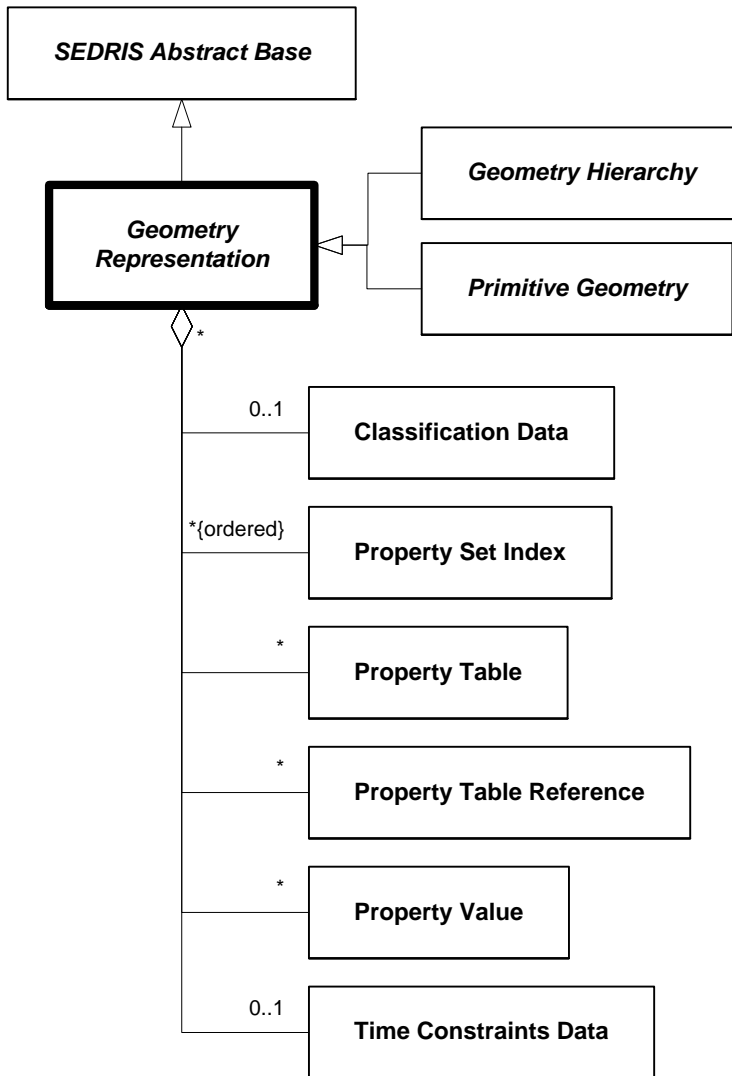 SEDRIS Abstract Base
Geometry Hierarchy
Geometry
Representation
Primitive Geometry
*
0..1
Classification Data
*{ordered}
Property Set Index
*
Property Table
*
Property Table Reference
*
Property Value
0..1
Time Constraints Data